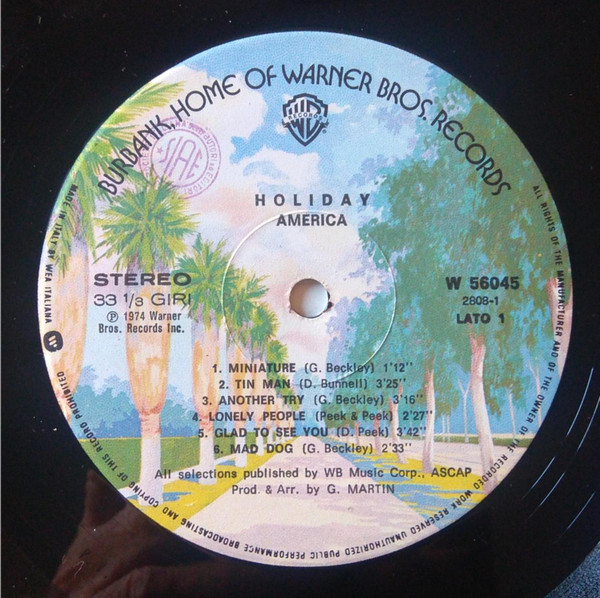 BURBANK, HOME OF WARNER BROS. RECORDS
RECORDS
SIAE
HOLIDAY
AMERICA
STEREO
33 1/3 GIRI
℗ 1974 Warner
Bros. Records Inc.
W 56045
2808-1
LATO 1
1. MINIATURE (G. Beckley) 1'12''
2. TIN MAN (D. Bunnell) 3'25''
3. ANOTHER TRY (G. Beckley) 3'16''
4. LONELY PEOPLE (Peek & Peek) 2'27''
5. GLAD TO SEE YOU (D. Peek) 3'42''
6. MAD DOG (G. Beckley) 2'33''
All selections published by WB Music Corp., ASCAP
Prod. & Arr. by G. MARTIN
MADE IN ITALY BY WEA ITALIANA
ALL RIGHTS OF THE MANUFACTURER AND OF THE OWNER OF THE RECORDED WORK RESERVED UNAUTHORIZED PUBLIC PERFORMANCE BROADCASTING AND COPYING OF THIS RECORD PROHIBITED